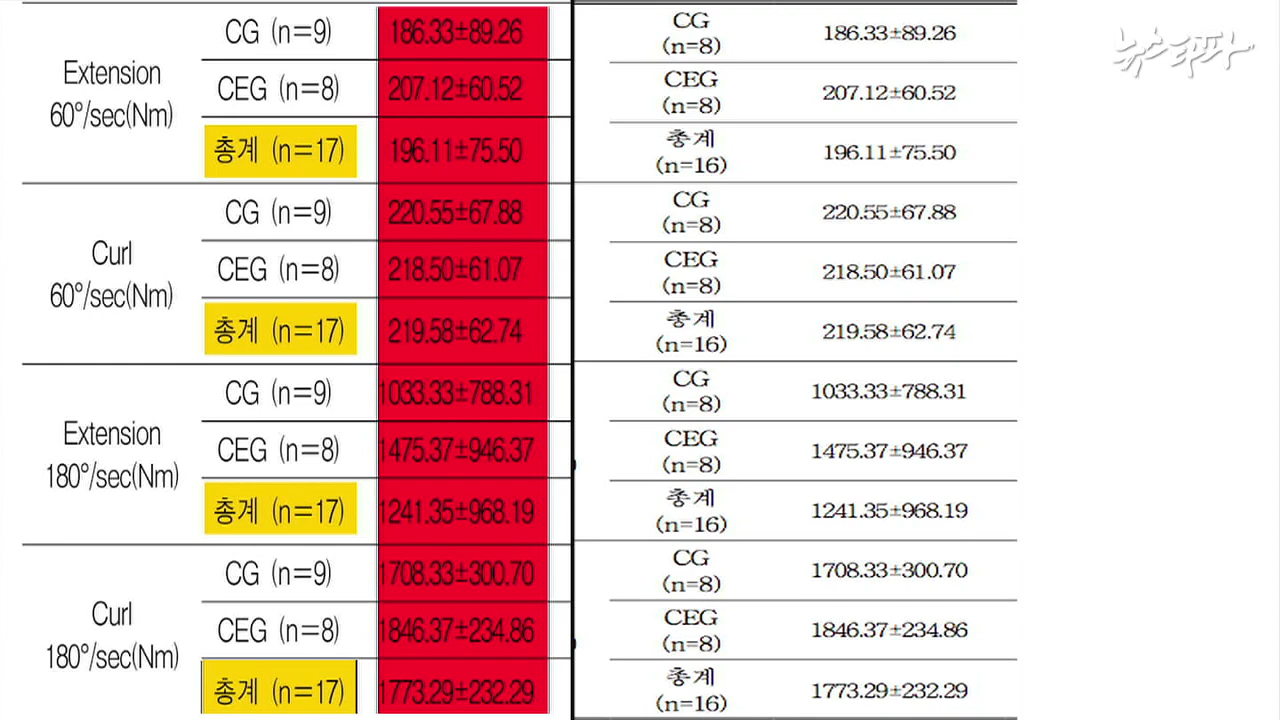 Extension
60°/sec(Nm)
CG (n=9) 186.33±89.26
CEG (n=8) 207.12±60.52
총계 (n=17) 196.11±75.50
Curl
60°/sec(Nm)
CG (n=9) 220.55±67.88
CEG (n=8) 218.50±61.07
총계 (n=17) 219.58±62.74
Extension
180°/sec(Nm)
CG (n=9) 1033.33±788.31
CEG (n=8) 1475.37±946.37
총계 (n=17) 1241.35±968.19
Curl
180°/sec(Nm)
CG (n=9) 1708.33±300.70
CEG (n=8) 1846.37±234.86
총계 (n=17) 1773.29±232.29
CG
(n=8) 186.33±89.26
CEG
(n=8) 207.12±60.52
총계
(n=16) 196.11±75.50
CG
(n=8) 220.55±67.88
CEG
(n=8) 218.50±61.07
총계
(n=16) 219.58±62.74
CG
(n=8) 1033.33±788.31
CEG
(n=8) 1475.37±946.37
총계
(n=16) 1241.35±968.19
CG
(n=8) 1708.33±300.70
CEG
(n=8) 1846.37±234.86
총계
(n=16) 1773.29±232.29
뉴스타파